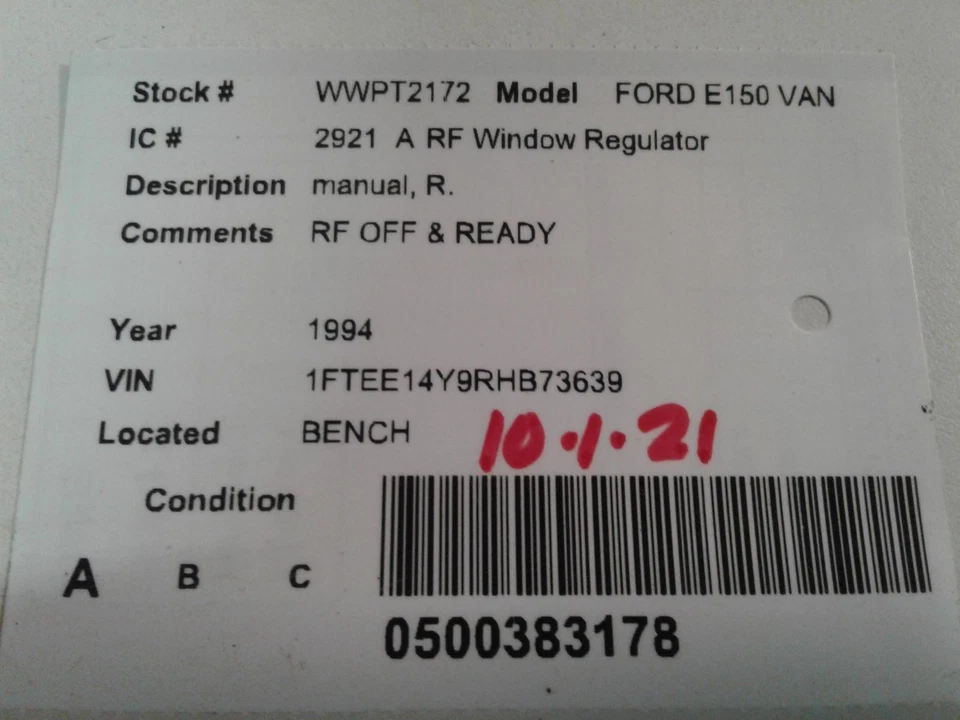 Stock # WWPT2172 Model FORD E150 VAN
IC # 2921 A RF Window Regulator
Description manual, R.
Comments RF OFF & READY
Year 1994
VIN 1FTEE14Y9RHB73639
Located BENCH 10·1·21
Condition
A B C
0500383178